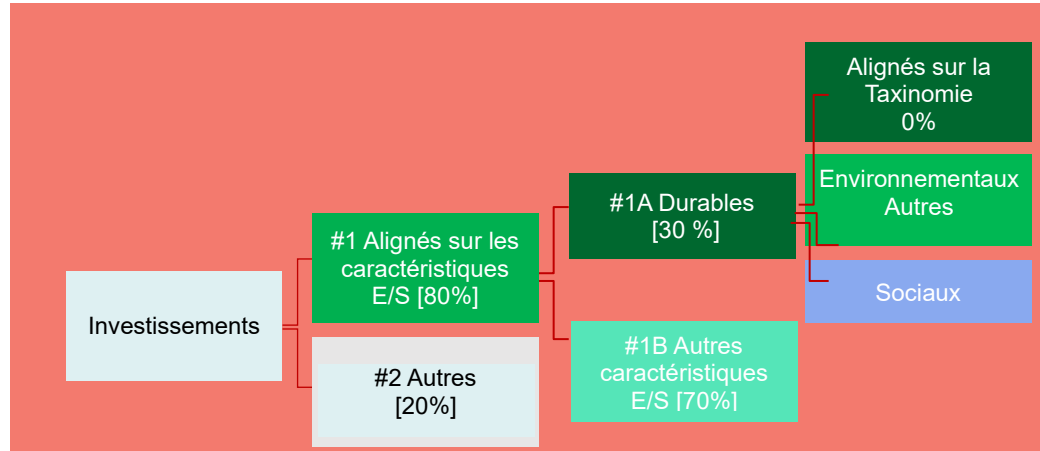 Investissements
#1 Alignés sur les
caractéristiques
E/S [80%]
#2 Autres
[20%]
#1A Durables
[30 %]
#1B Autres
caractéristiques
E/S [70%]
Alignés sur la
Taxinomie
0%
Environnementaux
Autres
Sociaux